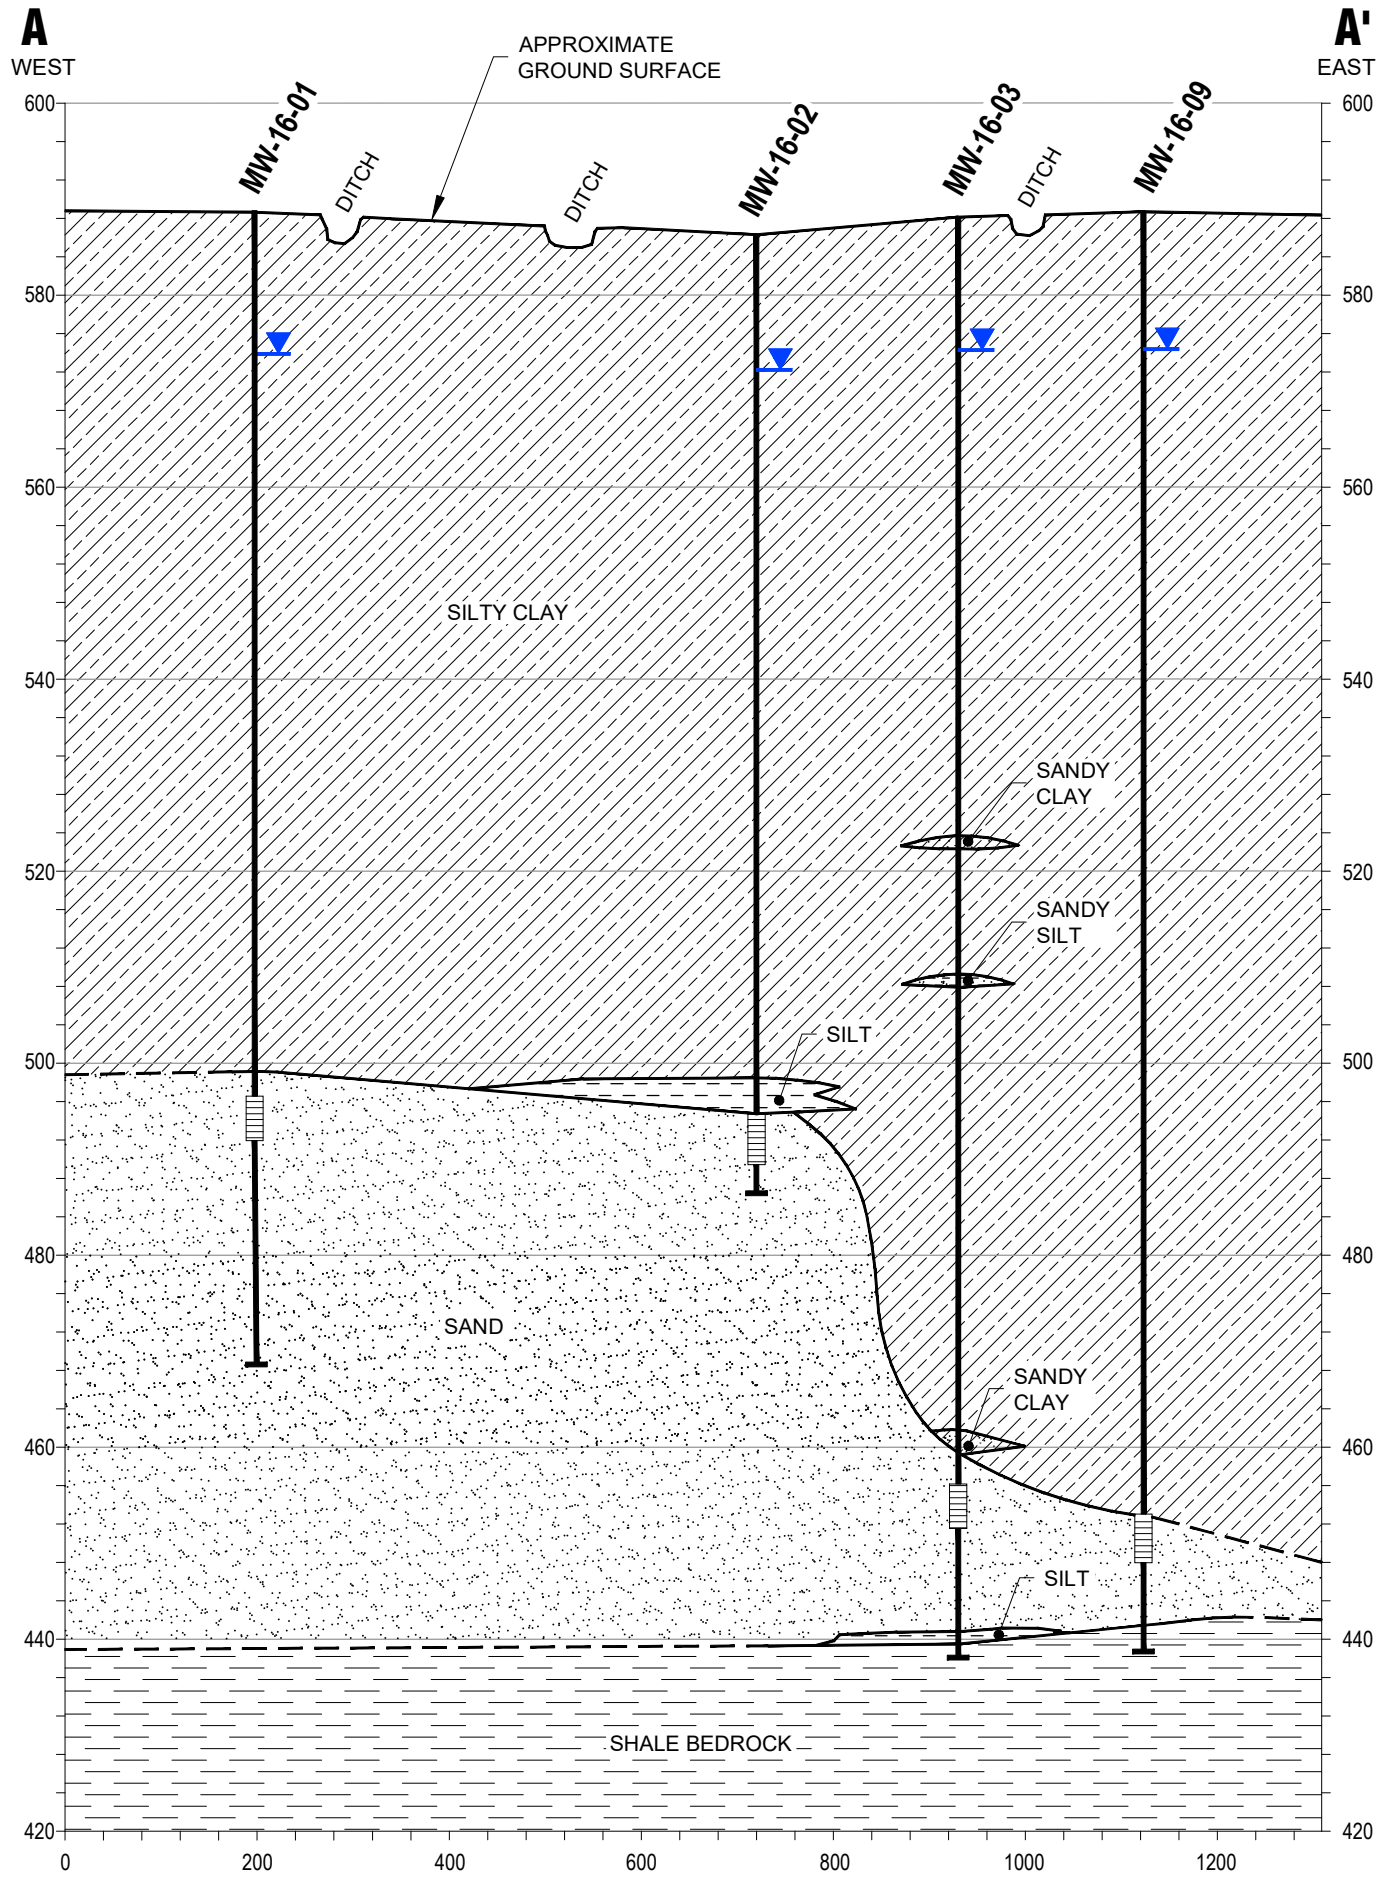 A
WEST
A'
EAST
APPROXIMATE
GROUND SURFACE
MW-16-01
DITCH
DITCH
MW-16-02
MW-16-03
DITCH
MW-16-09
600
600
580
580
560
560
SILTY CLAY
540
540
SANDY
CLAY
520
520
SANDY
SILT
SILT
500
500
480
480
SAND
SANDY
CLAY
460
460
SILT
440
440
SHALE BEDROCK
420
420
0
200
400
600
800
1000
1200